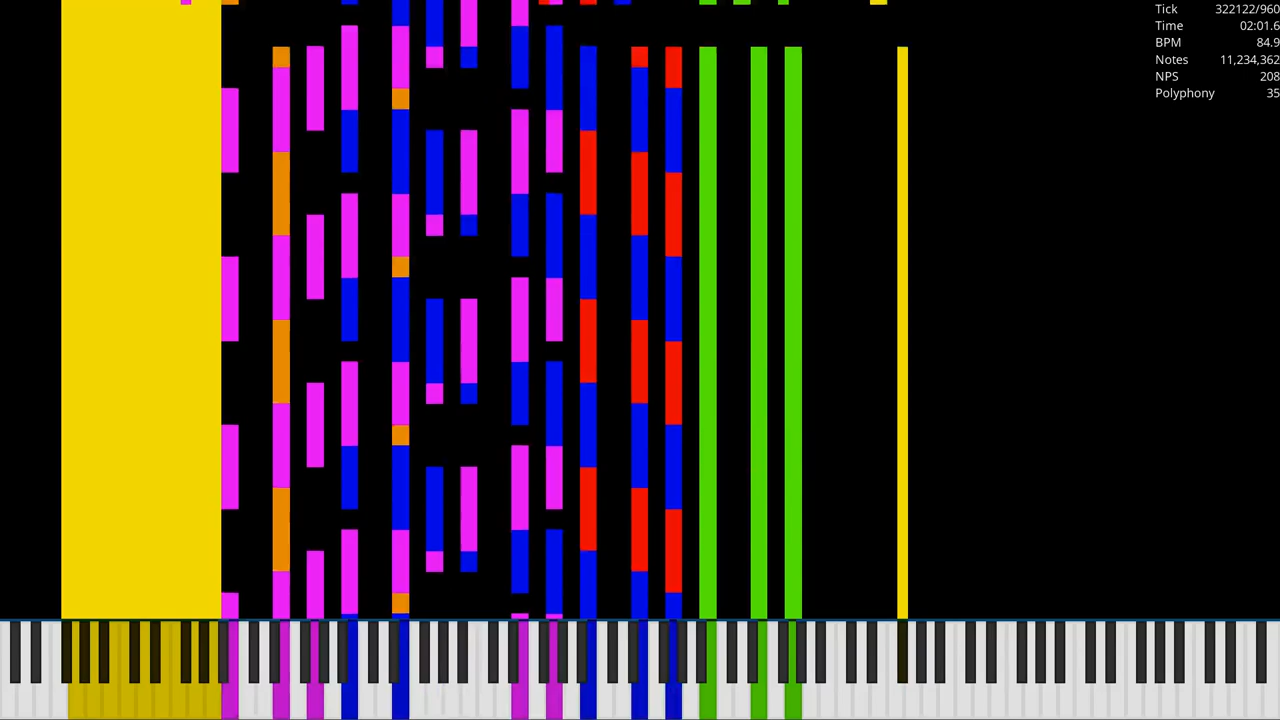 Tick 322122/960
Time 02:01.6
BPM 84.9
Notes 11,234,362
NPS 208
Polyphony 35